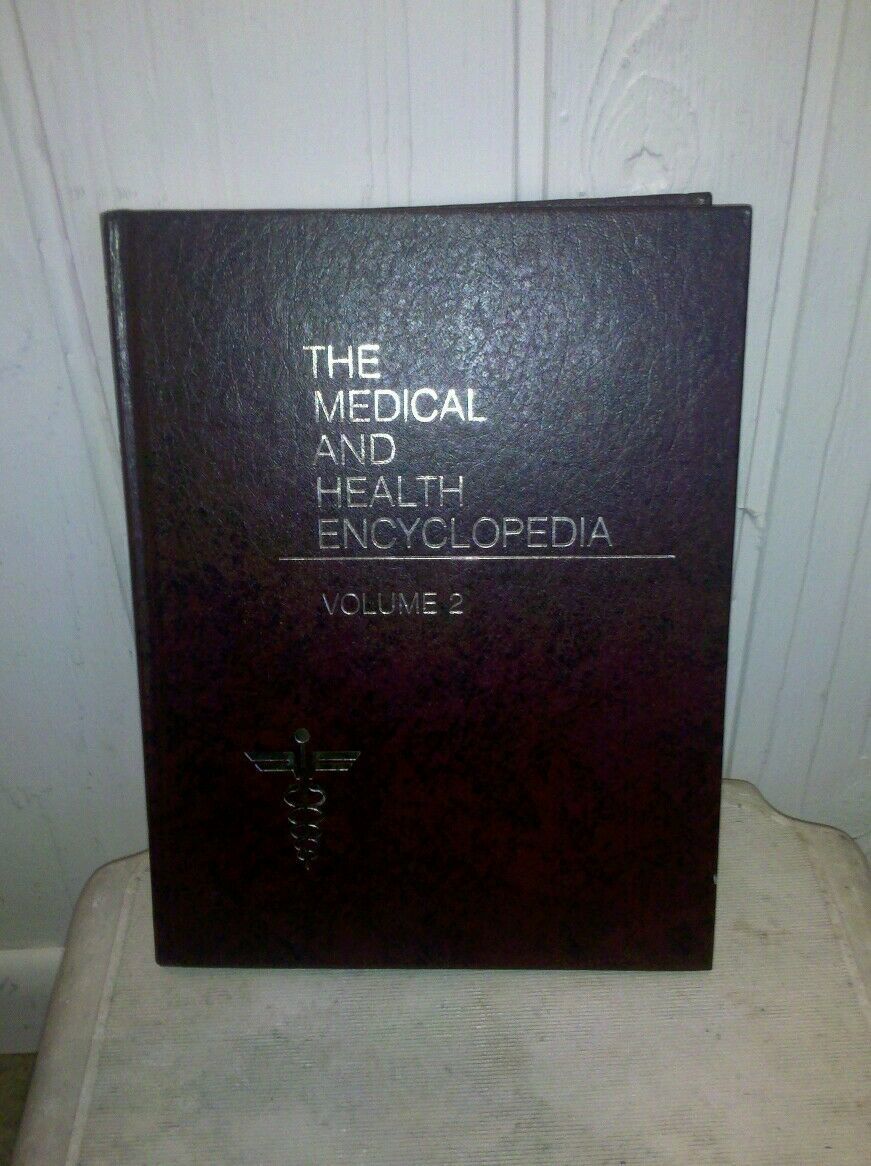 THE
MEDICAL
AND
HEALTH
ENCYCLOPEDIA
VOLUME 2